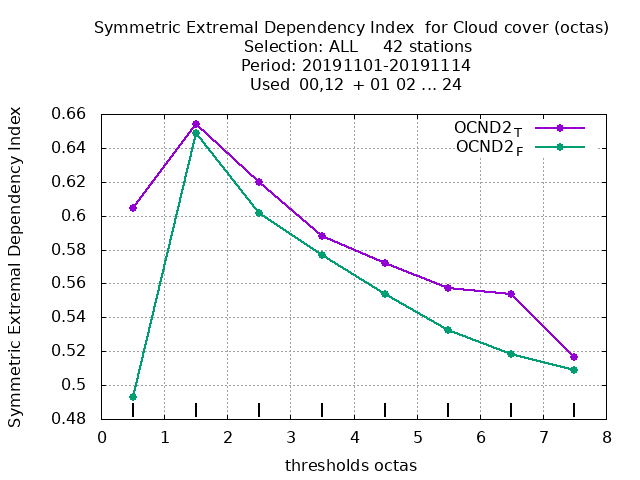 Symmetric Extremal Dependency Index  for Cloud cover (octas)
Selection: ALL     42 stations
Period: 20191101-20191114
Used  00,12  + 01 02 ... 24
OCND2T
OCND2F
Symmetric Extremal Dependency Index
0.66
0.64
0.62
0.6
0.58
0.56
0.54
0.52
0.5
0.48
0 1 2 3 4 5 6 7 8
thresholds octas